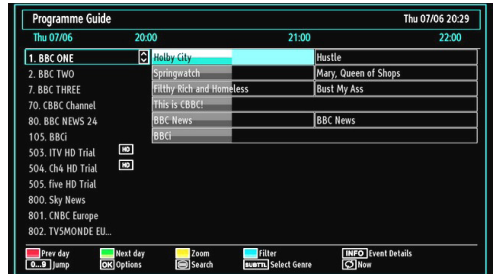 Programme Guide Thu 07/06 20:29
Thu 07/06 20:00 21:00 22:00
1. BBC ONE Holby City Hustle
2. BBC TWO Springwatch Mary, Queen of Shops
7. BBC THREE Filthy Rich and Homeless Bust My Ass
70. CBBC Channel This is CBBC!
80. BBC NEWS 24 BBC News BBC News
105. BBCi BBCi
503. ITV HD Trial HD
504. Ch4 HD Trial HD
505. five HD Trial
800. Sky News
801. CNBC Europe
802. TV5MONDE EU...
Prev day Next day Zoom Filter INFO Event Details
0...9 Jump OK Options Search SUBTTL Select Genre Now